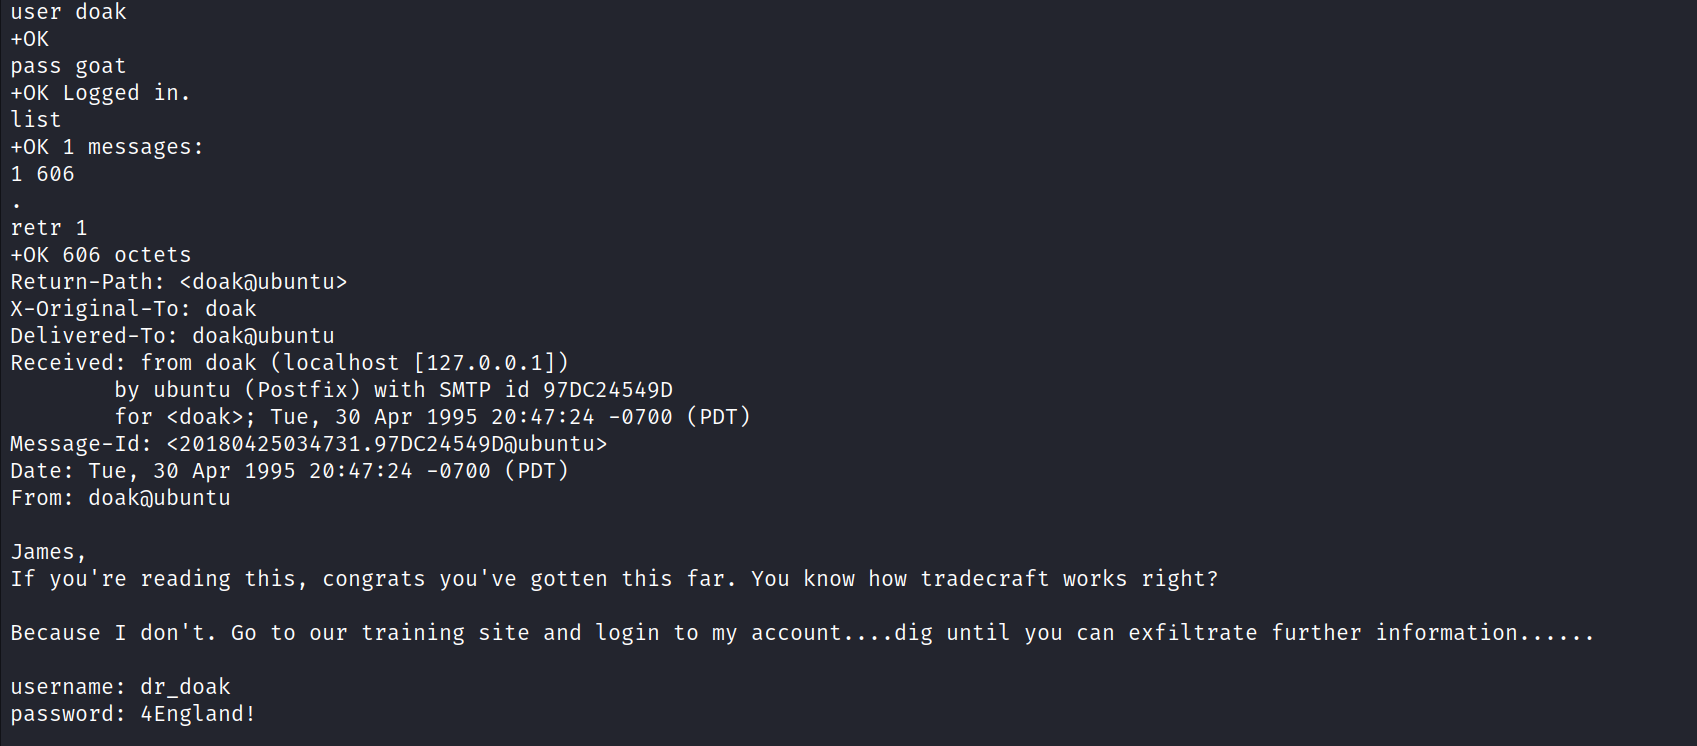 user doak
+OK
pass goat
+OK Logged in.
list
+OK 1 messages:
1 606
.
retr 1
+OK 606 octets
Return-Path: <doak@ubuntu>
X-Original-To: doak
Delivered-To: doak@ubuntu
Received: from doak (localhost [127.0.0.1])
        by ubuntu (Postfix) with SMTP id 97DC24549D
        for <doak>; Tue, 30 Apr 1995 20:47:24 -0700 (PDT)
Message-Id: <20180425034731.97DC24549D@ubuntu>
Date: Tue, 30 Apr 1995 20:47:24 -0700 (PDT)
From: doak@ubuntu

James,
If you're reading this, congrats you've gotten this far. You know how tradecraft works right?

Because I don't. Go to our training site and login to my account....dig until you can exfiltrate further information......

username: dr_doak
password: 4England!